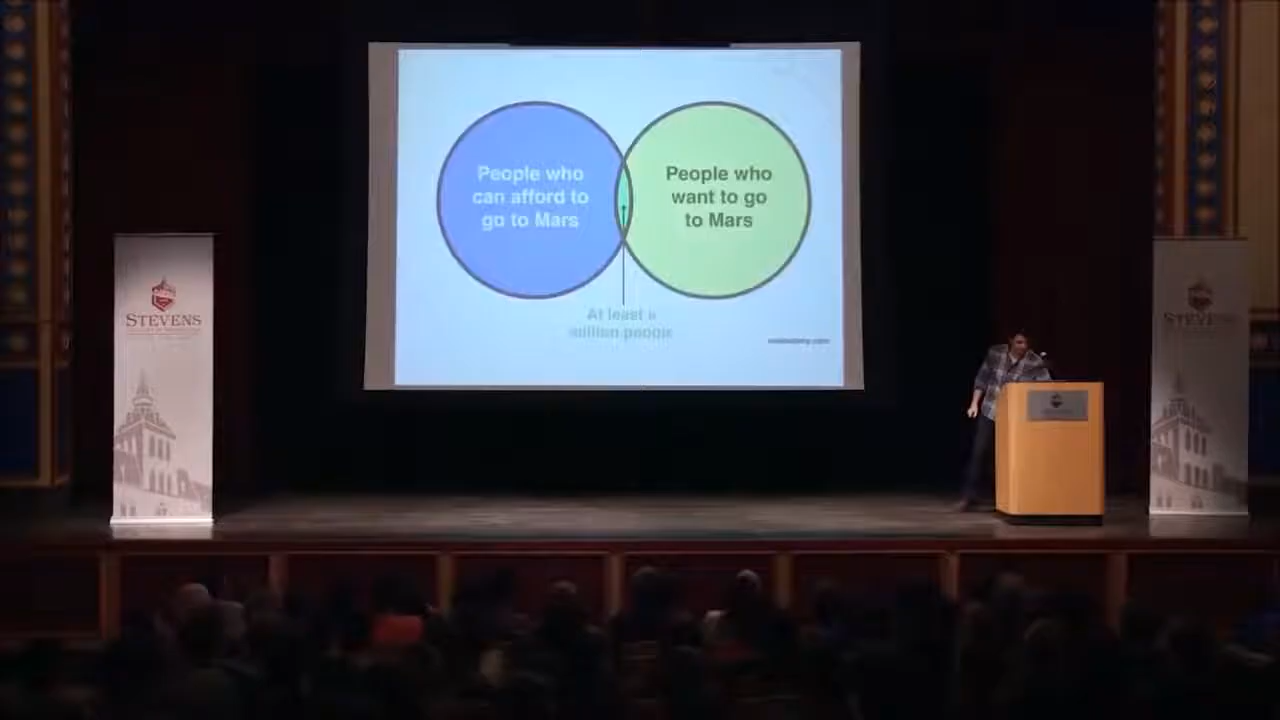 People who
can afford to
go to Mars
People who
want to go
to Mars
At least a
million people
STEVENS
STEVENS